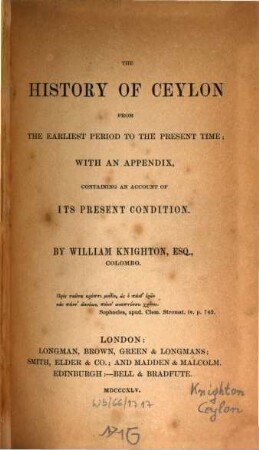 THE
HISTORY OF CEYLON
FROM
THE EARLIEST PERIOD TO THE PRESENT TIME;
WITH AN APPENDIX,
CONTAINING AN ACCOUNT OF
ITS PRESENT CONDITION.
BY WILLIAM KNIGHTON, ESQ.,
COLOMBO.
Sophocles, apud. Clem. Stromat. iv. p. 742.
LONDON:
LONGMAN, BROWN, GREEN & LONGMANS;
SMITH, ELDER & CO.; AND MADDEN & MALCOLM.
EDINBURGH:—BELL & BRADFUTE.
MDCCCXLV.
Knighton
Ceylon